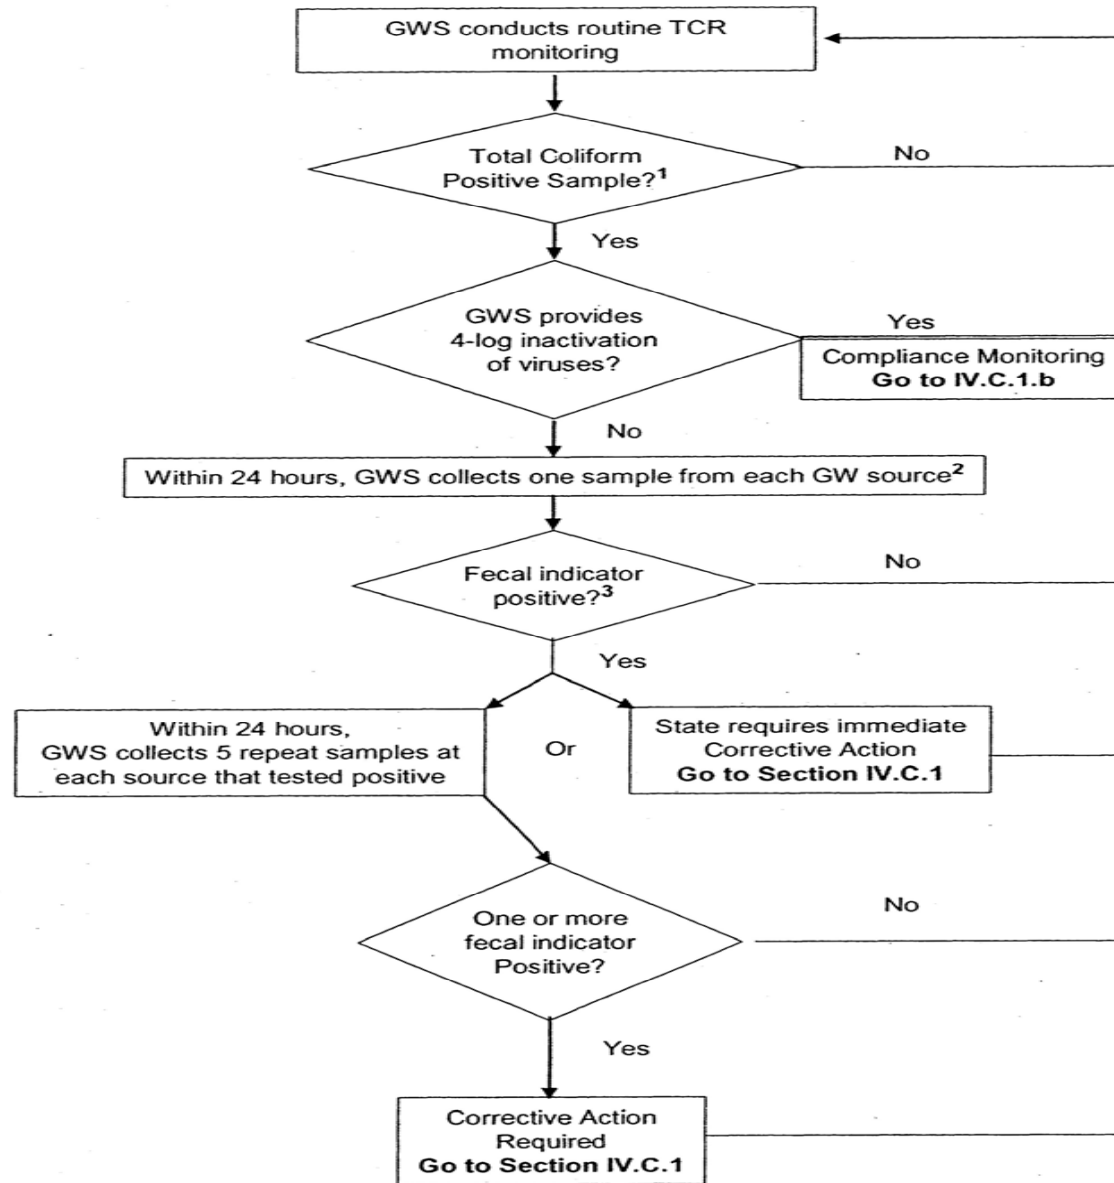 GWS conducts routine TCR
monitoring
Total Coliform
Positive Sample?1
No
Yes
GWS provides
4-log inactivation
of viruses?
Yes
Compliance Monitoring
Go to IV.C.1.b
No
Within 24 hours, GWS collects one sample from each GW source2
Fecal indicator
positive?3
No
Yes
Within 24 hours,
GWS collects 5 repeat samples at
each source that tested positive
Or
State requires immediate
Corrective Action
Go to Section IV.C.1
One or more
fecal indicator
Positive?
No
Yes
Corrective Action
Required
Go to Section IV.C.1